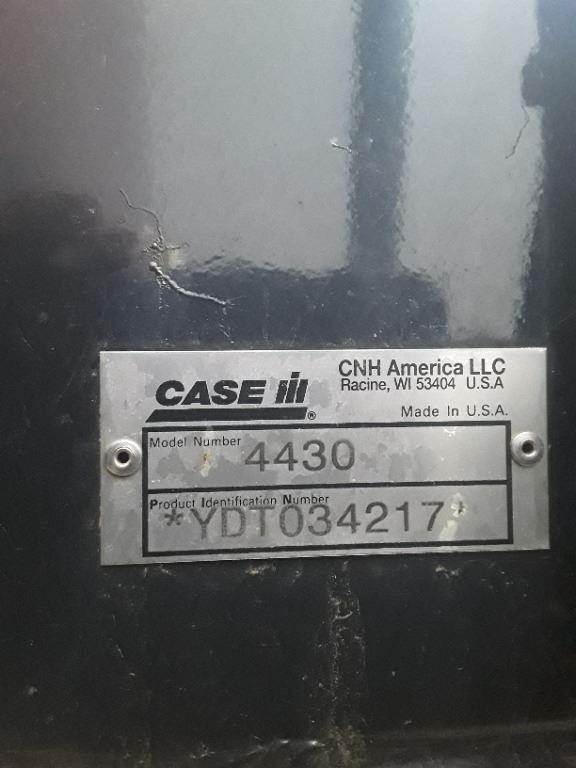 CASE IH ®
CNH America LLC
Racine, WI 53404 U.S.A
Made In U.S.A.
Model Number
4430
Product Identification Number
*YDT034217*